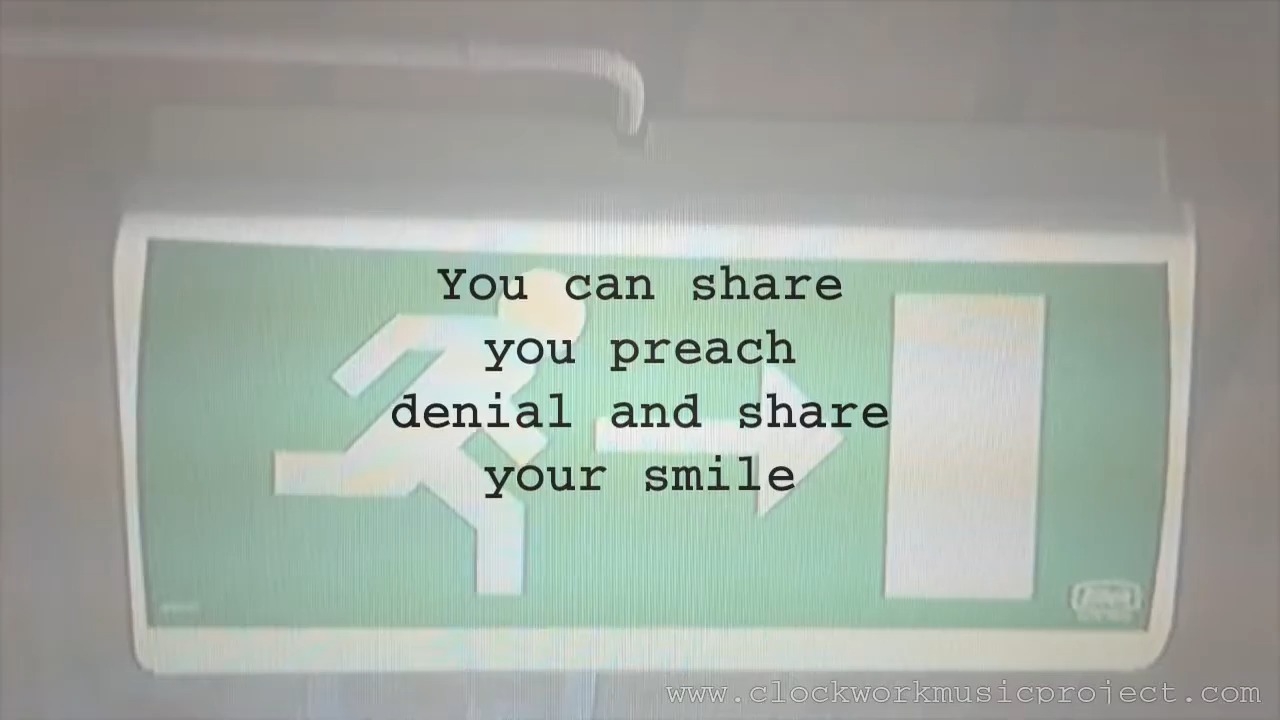 You can share
you preach
denial and share
your smile
www.clockworkmusicproject.com